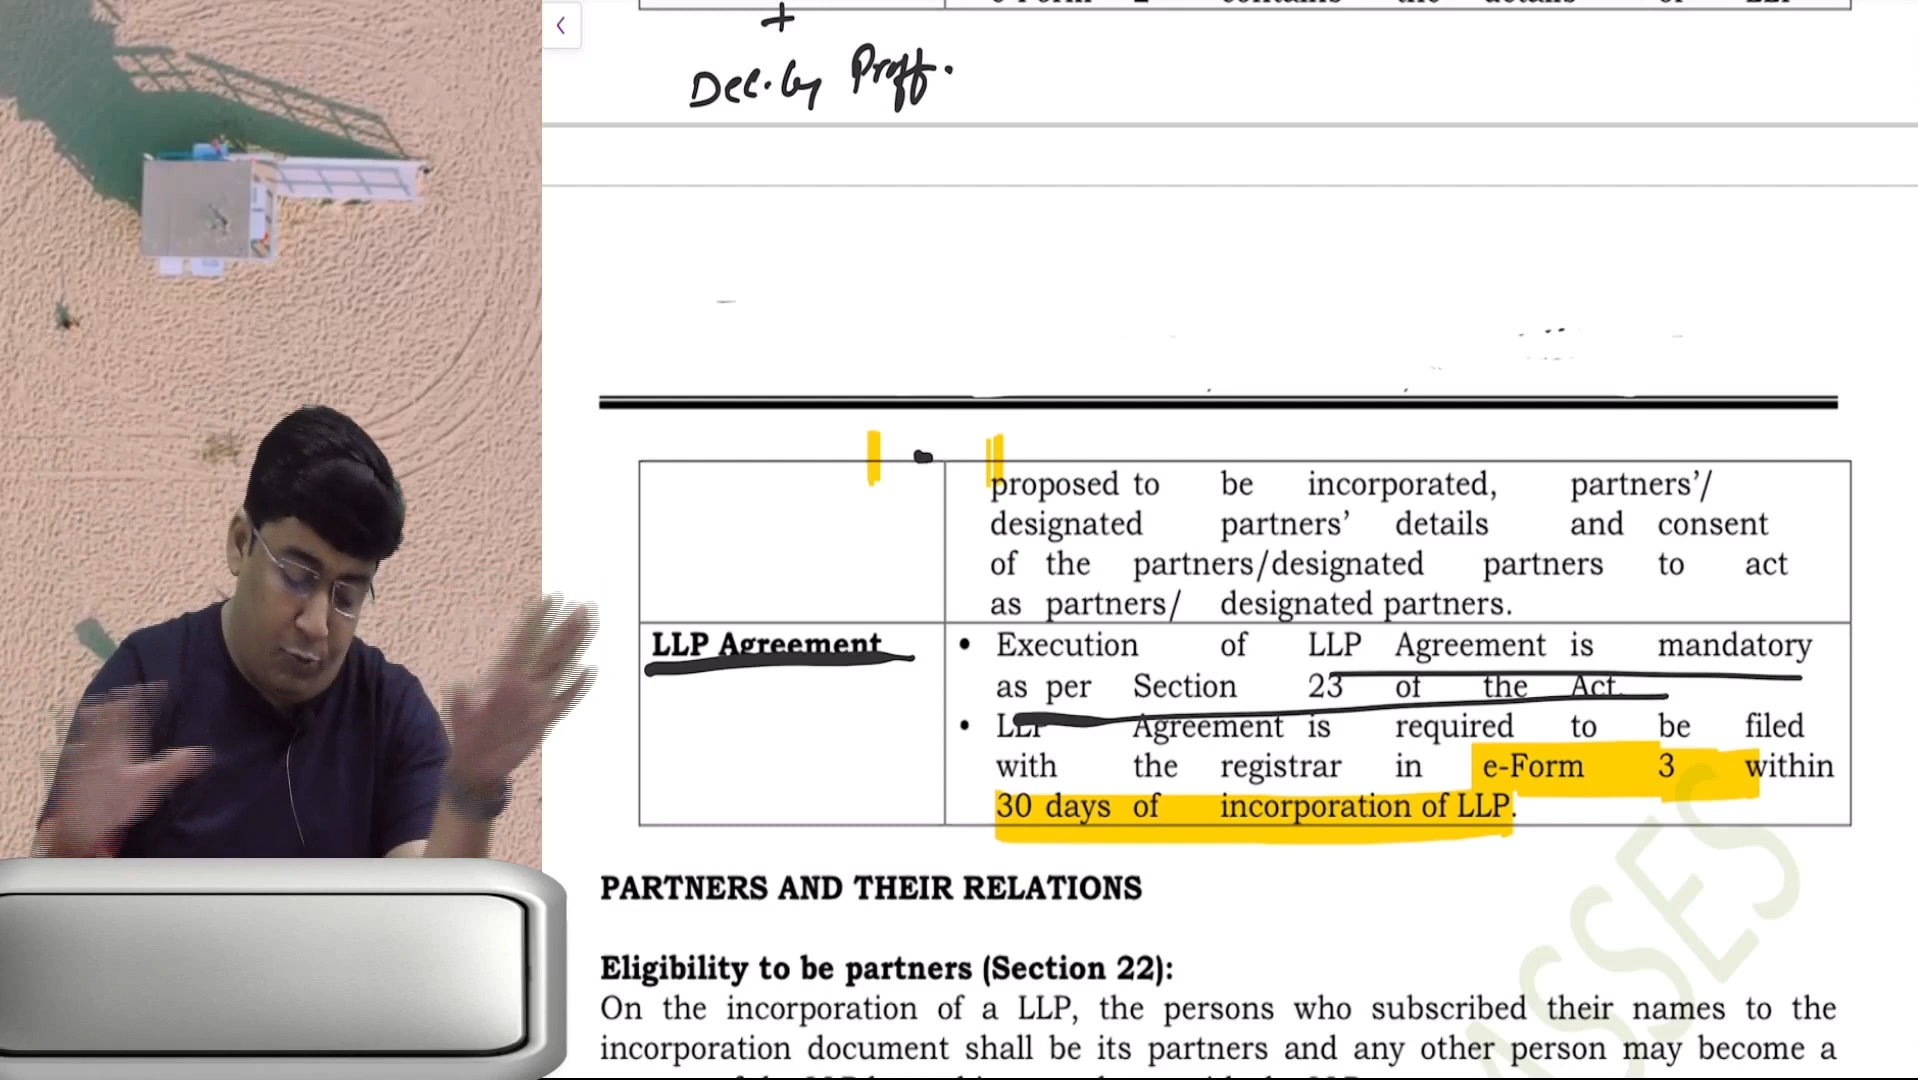 +
Dec. by Proff.
proposed to be incorporated, partners’/
designated partners’ details and consent
of the partners/designated partners to act
as partners/ designated partners.
LLP Agreement
• Execution of LLP Agreement is mandatory
as per Section 23 of the Act
• LLP Agreement is required to be filed
with the registrar in e-Form 3 within
30 days of incorporation of LLP.
PARTNERS AND THEIR RELATIONS
Eligibility to be partners (Section 22):
On the incorporation of a LLP, the persons who subscribed their names to the
incorporation document shall be its partners and any other person may become a